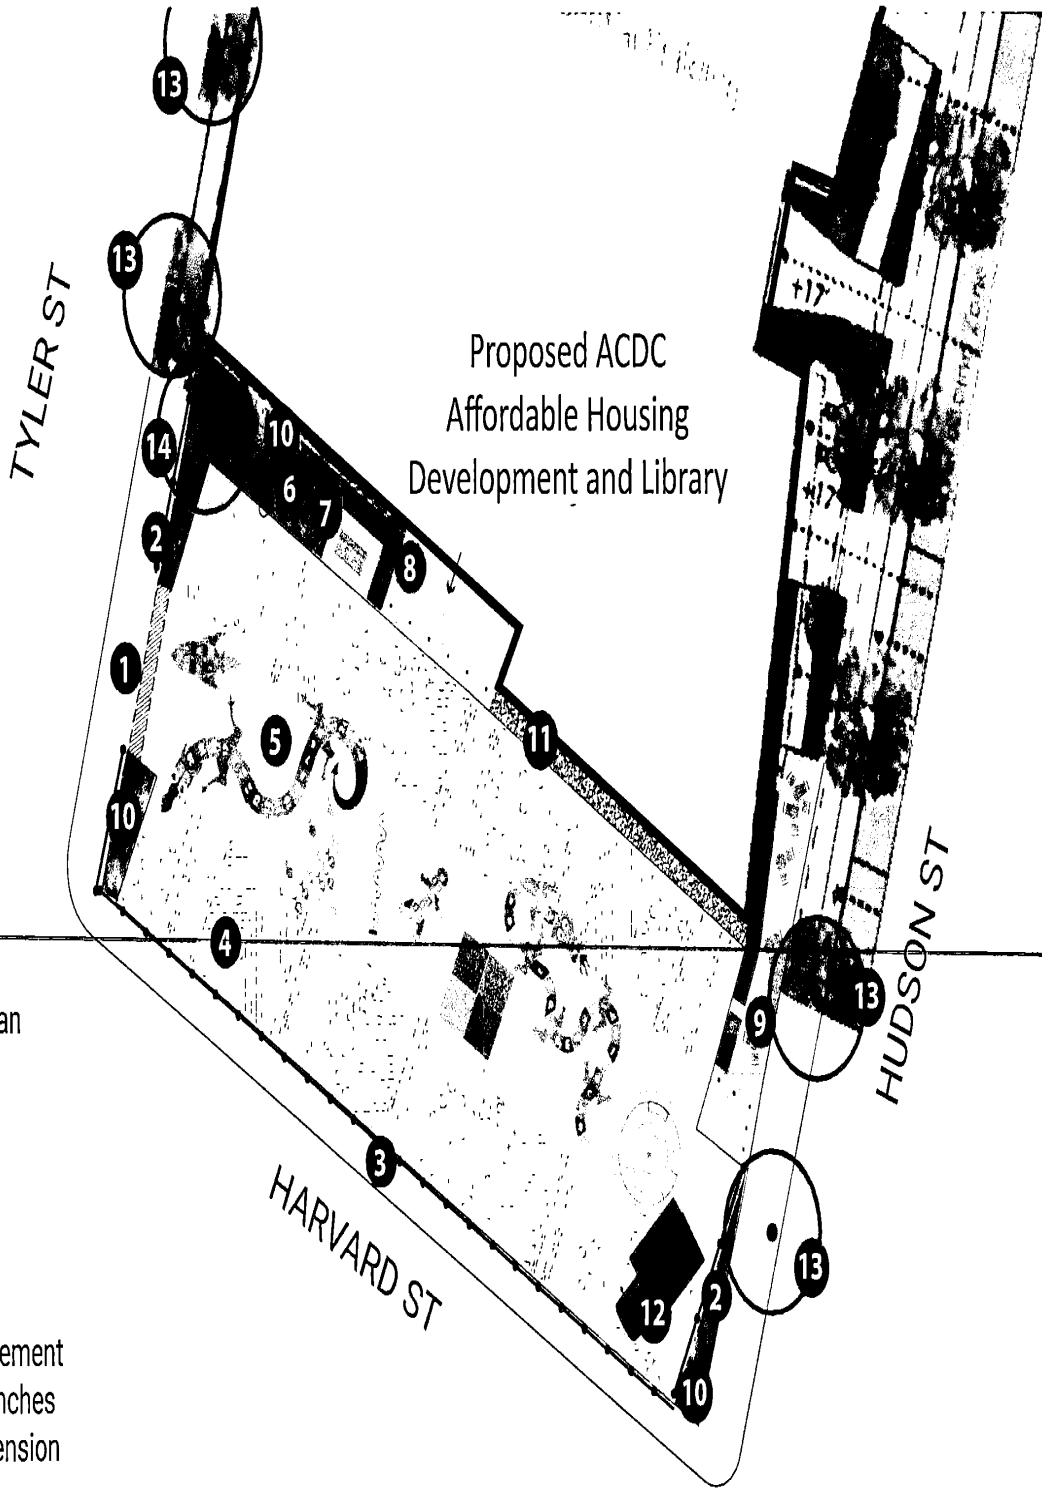 13
13
TYLER ST
Proposed ACDC
Affordable Housing
Development and Library
+17'
+17'
10
14
6
7
2
8
1
5
11
10
4
an
9
13
HUDSON ST
3
HARVARD ST
13
2
12
10
ement
nches
ension